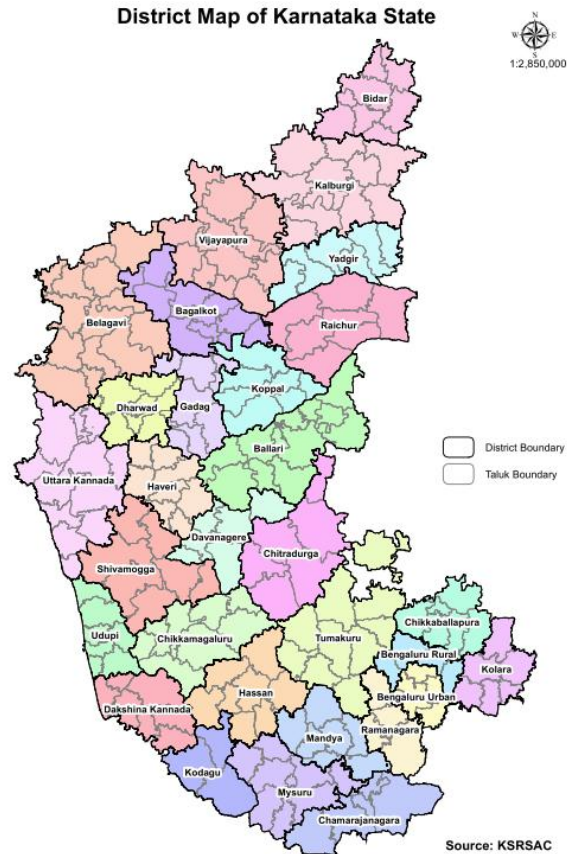 District Map of Karnataka State
N
W E
S
1:2,850,000
Bidar
Kalburgi
Vijayapura
Yadgir
Bagalkot
Belagavi
Raichur
Koppal
Dharwad
Gadag
Ballari
District Boundary
Taluk Boundary
Uttara Kannada
Haveri
Davanagere
Chitradurga
Shivamogga
Chikkaballapura
Udupi
Chikkamagaluru
Tumakuru
Bengaluru Rural
Kolara
Hassan
Bengaluru Urban
Dakshina Kannada
Ramanagara
Mandya
Kodagu
Mysuru
Chamarajanagara
Source: KSRSAC